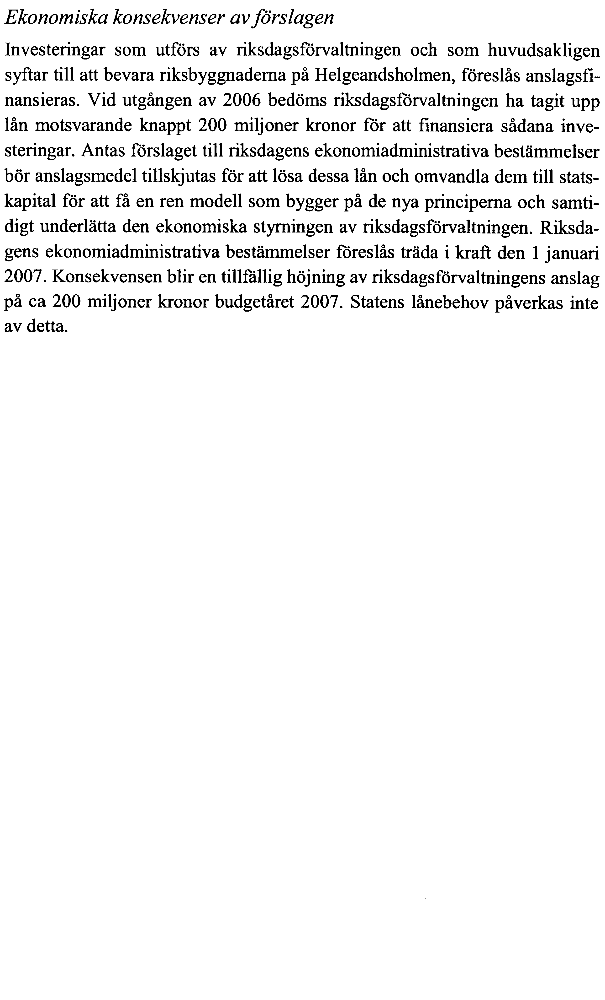 Ekonomiska konsekvenser av förslagen
Investeringar som utförs av riksdagsförvaltningen och som huvudsakligen
syftar till att bevara riksbyggnaderna på Helgeandsholmen, föreslås anslagsfi-
nansieras. Vid utgången av 2006 bedöms riksdagsförvaltningen ha tagit upp
lån motsvarande knappt 200 miljoner kronor för att finansiera sådana inve-
steringar. Antas förslaget till riksdagens ekonomiadministrativa bestämmelser
bör anslagsmedel tillskjutas för att lösa dessa lån och omvandla dem till stats-
kapital för att få en ren modell som bygger på de nya principerna och samti-
digt underlätta den ekonomiska styrningen av riksdagsförvaltningen. Riksda-
gens ekonomiadministrativa bestämmelser föreslås träda i kraft den 1 januari
2007. Konsekvensen blir en tillfällig höjning av riksdagsförvaltningens anslag
på ca 200 miljoner kronor budgetåret 2007. Statens lånebehov påverkas inte
av detta.